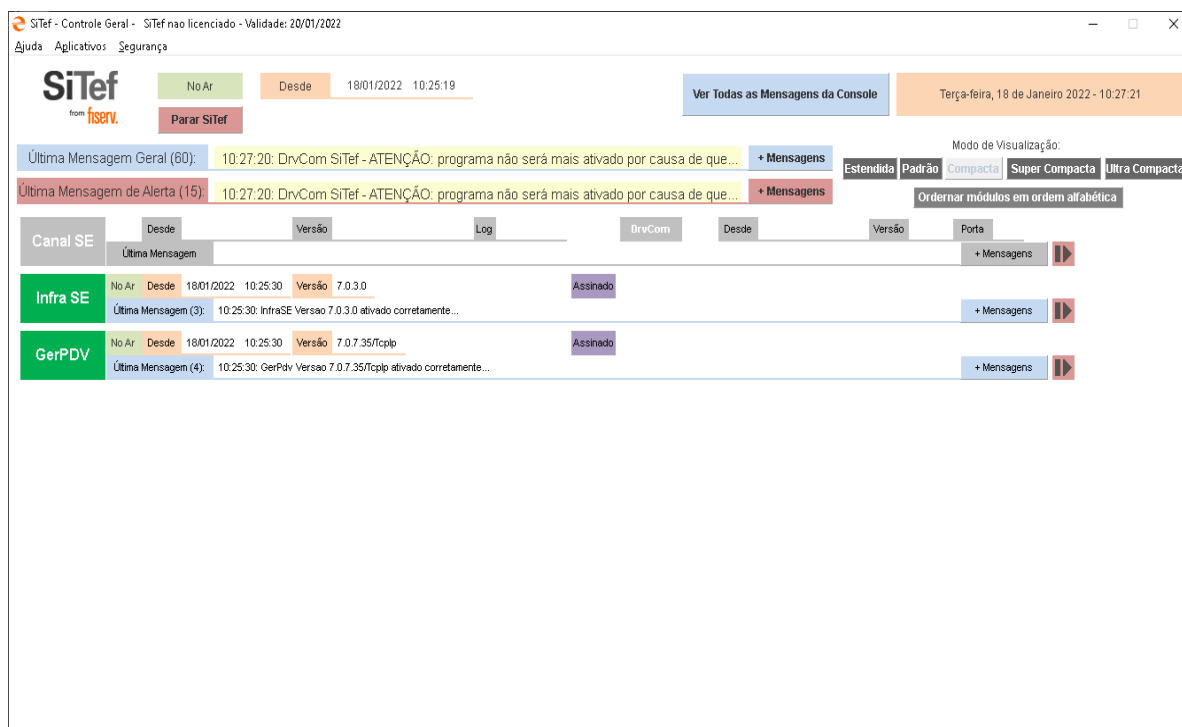 SiTef - Controle Geral - SiTef nao licenciado - Validade: 20/01/2022
Ajuda Aplicativos Segurança
SiTef
from fiserv.
No Ar Desde 18/01/2022 10:25:19
Parar SiTef
Ver Todas as Mensagens da Console
Terça-feira, 18 de Janeiro 2022 - 10:27:21
Última Mensagem Geral (60): 10:27:20: DrvCom SiTef - ATENÇÃO: programa não será mais ativado por causa de que... + Mensagens
Última Mensagem de Alerta (15): 10:27:20: DrvCom SiTef - ATENÇÃO: programa não será mais ativado por causa de que... + Mensagens
Modo de Visualização:
Estendida Padrão Compacta Super Compacta Ultra Compacta
Ordernar módulos em ordem alfabética
Canal SE
Desde Versão Log DrvCom Desde Versão Porta
Última Mensagem + Mensagens
Infra SE
No Ar Desde 18/01/2022 10:25:30 Versão 7.0.3.0 Assinado
Última Mensagem (3): 10:25:30: InfraSE Versao 7.0.3.0 ativado corretamente... + Mensagens
GerPDV
No Ar Desde 18/01/2022 10:25:30 Versão 7.0.7.35/Tcplp Assinado
Última Mensagem (4): 10:25:30: GerPdv Versao 7.0.7.35/Tcplp ativado corretamente... + Mensagens